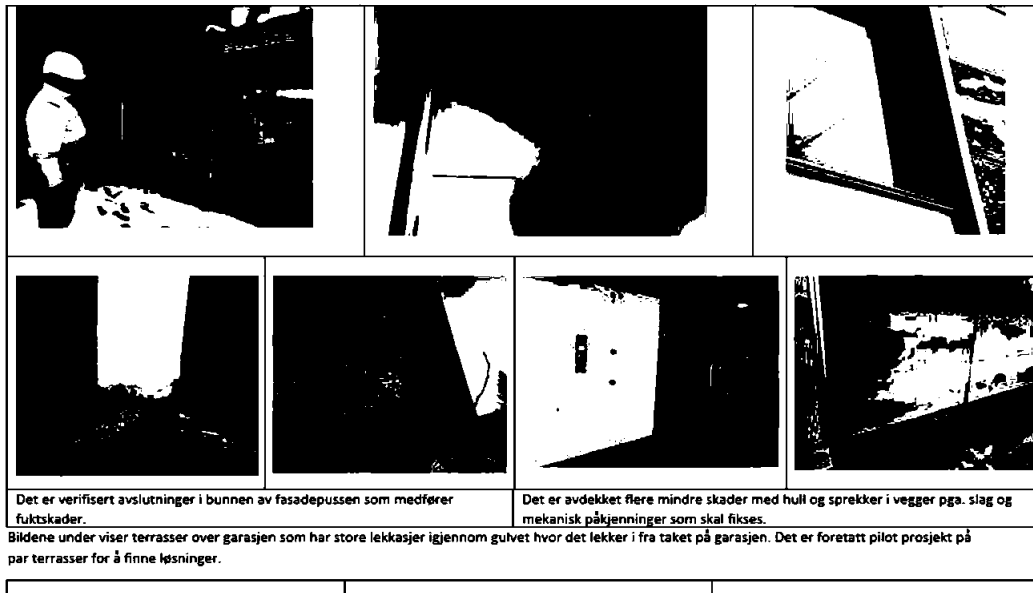 Det er verifisert avslutninger i bunnen av fasadepussen som medfører
fuktskader.
Det er avdekket flere mindre skader med hull og sprekker i vegger pga. slag og
mekanisk påkjenninger som skal fikses.
Bildene under viser terrasser over garasjen som har store lekkasjer igjennom gulvet hvor det lekker i fra taket på garasjen. Det er foretatt pilot prosjekt på
par terrasser for å finne løsninger.